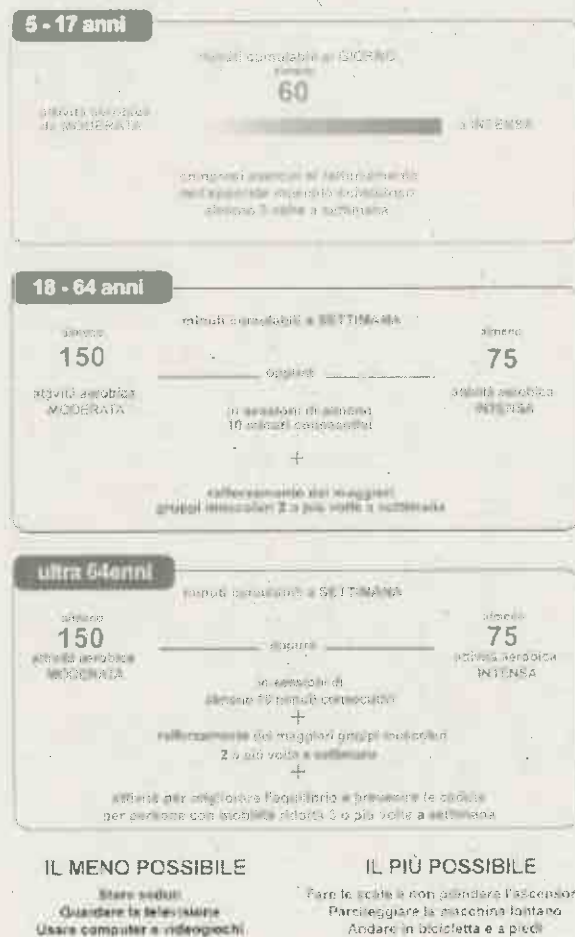 5 - 17 anni
minuti cumulabili al GIORNO
almeno
60
attività aerobica
da MODERATA
a INTENSA
compresi esercizi di rafforzamento
dell'apparato muscolo scheletrico
almeno 3 volte a settimana
18 - 64 anni
minuti cumulabili a SETTIMANA
almeno
150
attività aerobica
MODERATA
oppure
almeno
75
attività aerobica
INTENSA
in sessioni di almeno
10 minuti consecutivi
+
rafforzamento dei maggiori
gruppi muscolari 2 o più volte a settimana
ultra 64enni
minuti cumulabili a SETTIMANA
almeno
150
attività aerobica
MODERATA
oppure
almeno
75
attività aerobica
INTENSA
in sessioni di
almeno 10 minuti consecutivi
+
rafforzamento dei maggiori gruppi muscolari
2 o più volte a settimana
+
attività per migliorare l'equilibrio e prevenire le cadute
per persone con mobilità ridotta 3 o più volte a settimana
IL MENO POSSIBILE
Stare seduti
Guardare la televisione
Usare computer e videogiochi
IL PIÙ POSSIBILE
Fare le scale e non prendere l'ascensore
Parcheggiare la macchina lontano
Andare in bicicletta e a piedi